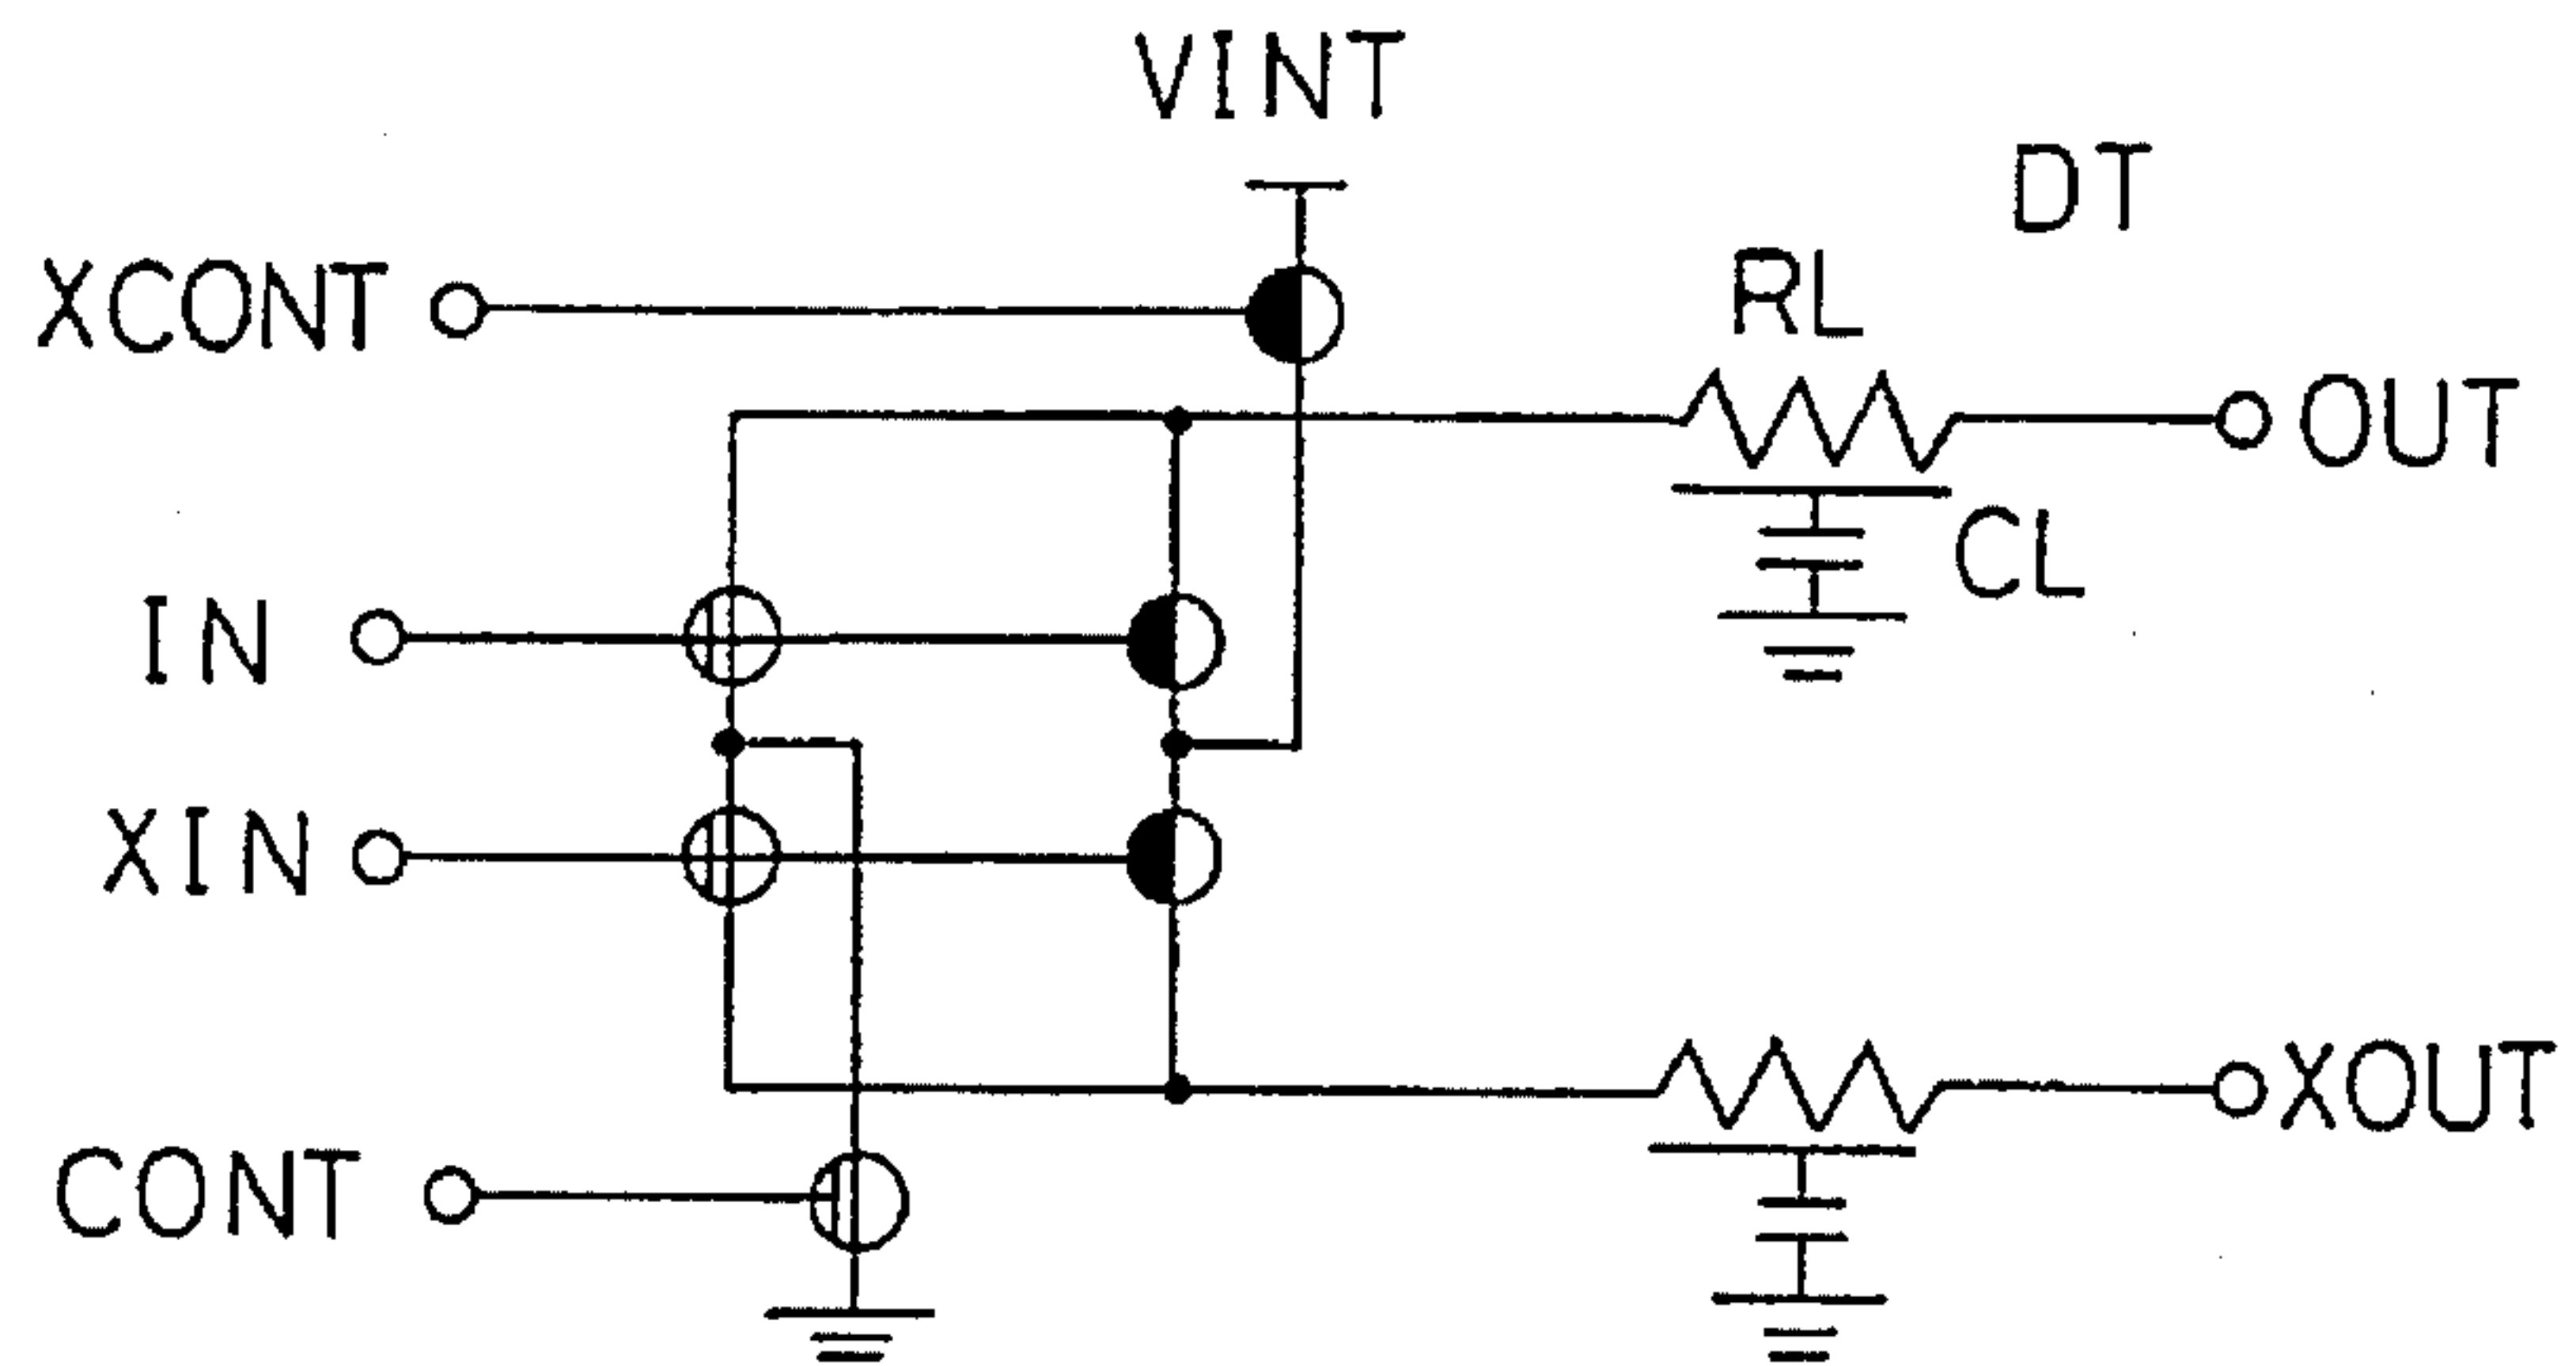 VINT
DT
XCONT
RL
OUT
CL
IN
XIN
XOUT
CONT